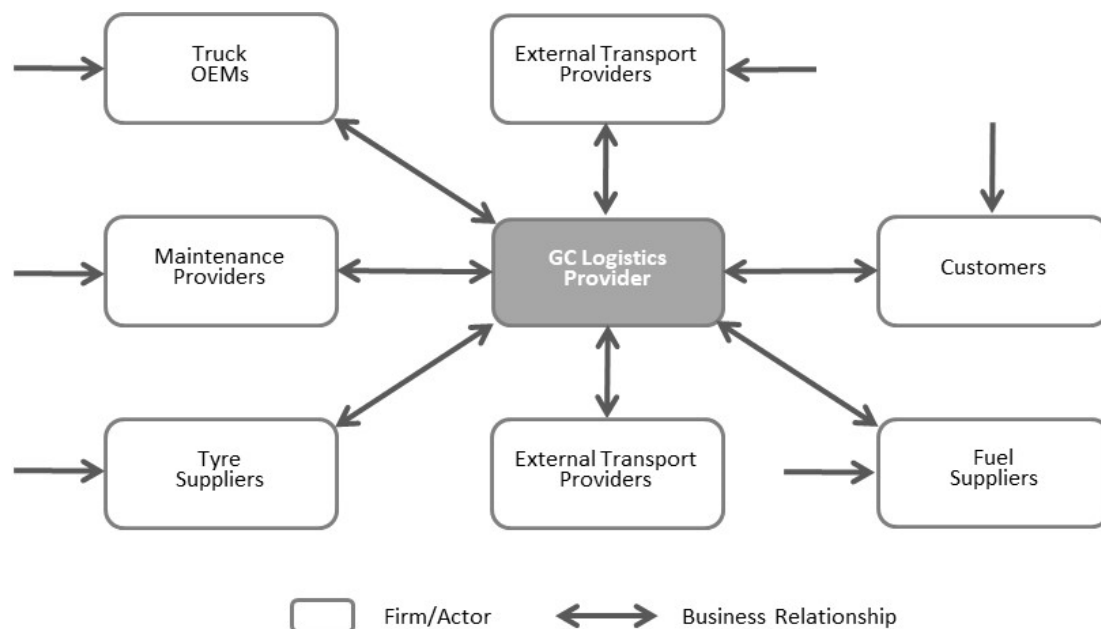 Truck
OEMs
External Transport
Providers
Maintenance
Providers
GC Logistics
Provider
Customers
Tyre
Suppliers
External Transport
Providers
Fuel
Suppliers
Firm/Actor
Business Relationship